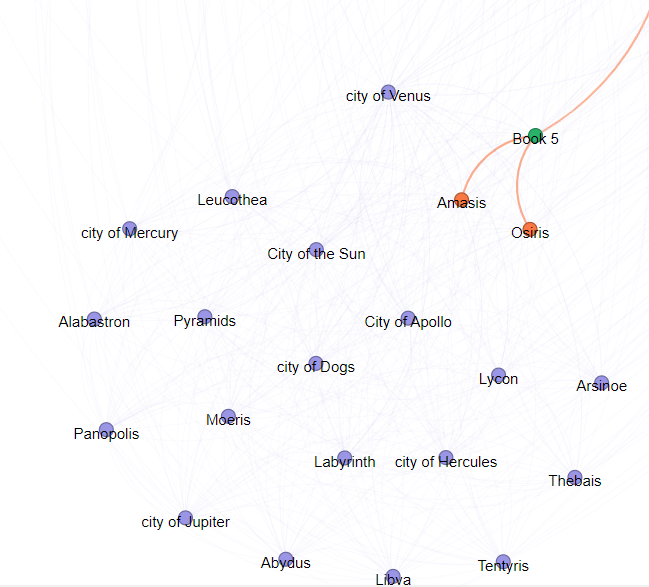 city of Venus
Book 5
Leucothea
Amasis
city of Mercury
Osiris
City of the Sun
Alabastron
Pyramids
City of Apollo
city of Dogs
Lycon
Arsinoe
Moeris
Panopolis
Labyrinth
city of Hercules
Thebais
city of Jupiter
Abydus
Tentyris
Libva